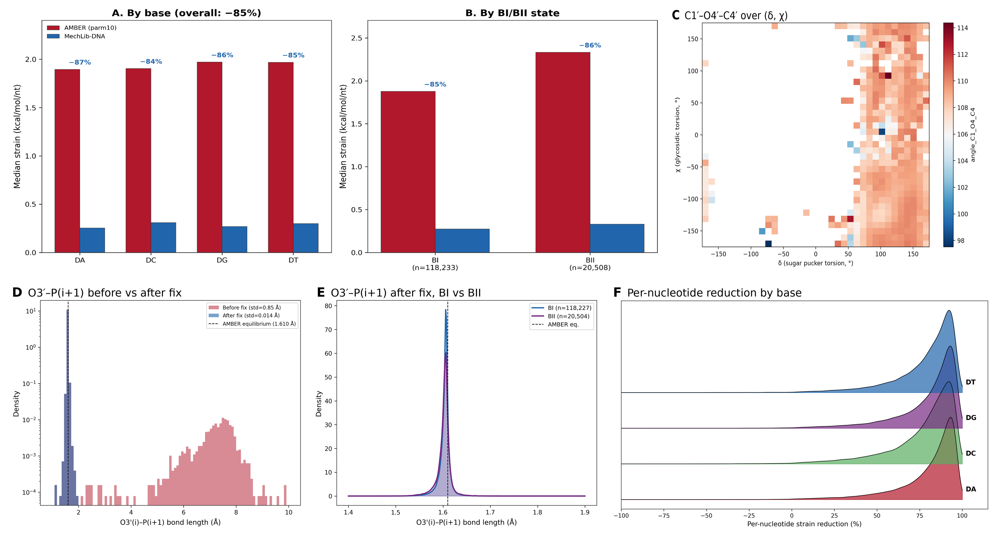 A. By base (overall: −85%)
AMBER (parm10)
MechLib-DNA
Median strain (kcal/mol/nt)
2.0
1.5
1.0
0.5
0.0
−87%
−84%
−86%
−85%
DA
DC
DG
DT
B. By BI/BII state
Median strain (kcal/mol/nt)
2.5
2.0
1.5
1.0
0.5
0.0
−85%
−86%
BI
(n=118,233)
BII
(n=20,508)
C C1′–O4′–C4′ over (δ, χ)
χ (glycosidic torsion, °)
150
100
50
0
−50
−100
−150
−150
−100
−50
0
50
100
150
δ (sugar pucker torsion, °)
114
112
110
108
106
104
102
100
98
angle_C1_O4_C4
D O3′–P(i+1) before vs after fix
Before fix (std=0.85 Å)
After fix (std=0.014 Å)
AMBER equilibrium (1.610 Å)
Density
10¹
10⁰
10⁻¹
10⁻²
10⁻³
10⁻⁴
2
4
6
8
10
O3'(i)–P(i+1) bond length (Å)
E O3′–P(i+1) after fix, BI vs BII
BI (n=118,227)
BII (n=20,504)
AMBER eq.
Density
80
70
60
50
40
30
20
10
0
1.4
1.5
1.6
1.7
1.8
1.9
O3'(i)–P(i+1) bond length (Å)
F Per-nucleotide reduction by base
DT
DG
DC
DA
−100
−75
−50
−25
0
25
50
75
100
Per-nucleotide strain reduction (%)